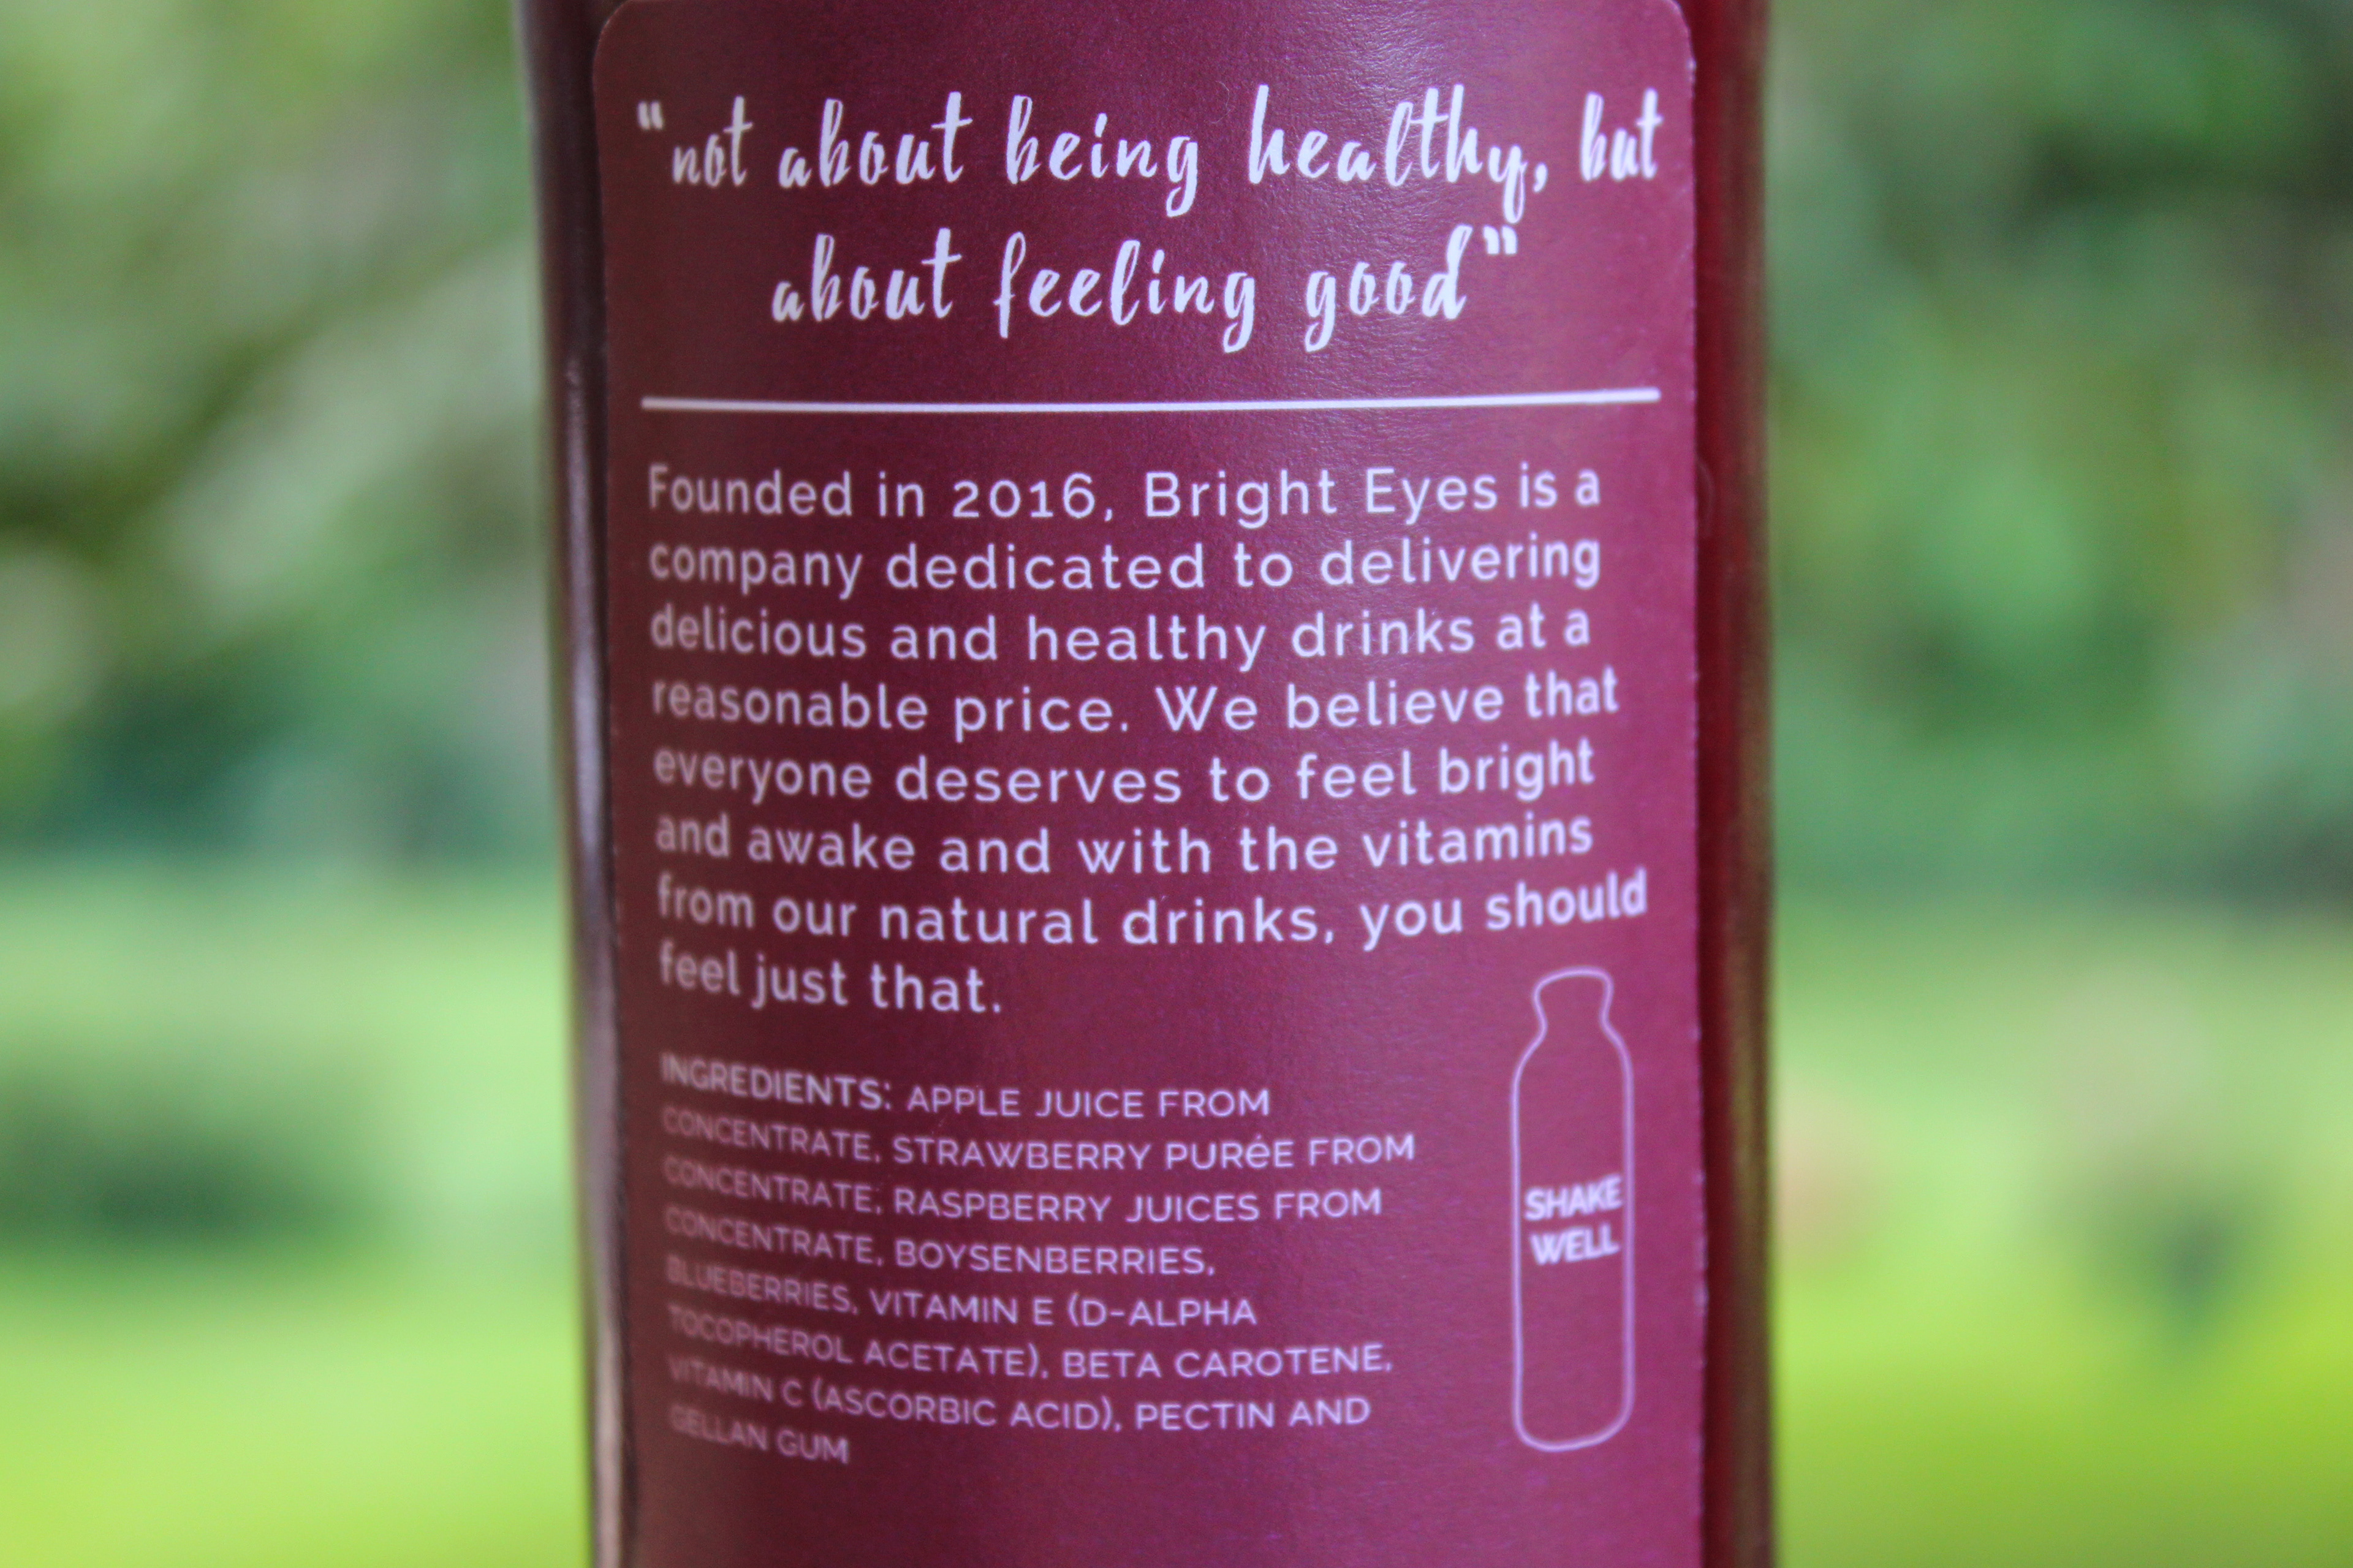 “not about being healthy, but
about feeling good”
Founded in 2016, Bright Eyes is a
company dedicated to delivering
delicious and healthy drinks at a
reasonable price. We believe that
everyone deserves to feel bright
and awake and with the vitamins
from our natural drinks, you should
feel just that.
INGREDIENTS: APPLE JUICE FROM
CONCENTRATE, STRAWBERRY PURéE FROM
CONCENTRATE, RASPBERRY JUICES FROM
CONCENTRATE, BOYSENBERRIES,
BLUEBERRIES, VITAMIN E (D-ALPHA
TOCOPHEROL ACETATE), BETA CAROTENE,
VITAMIN C (ASCORBIC ACID), PECTIN AND
GELLAN GUM
SHAKE
WELL